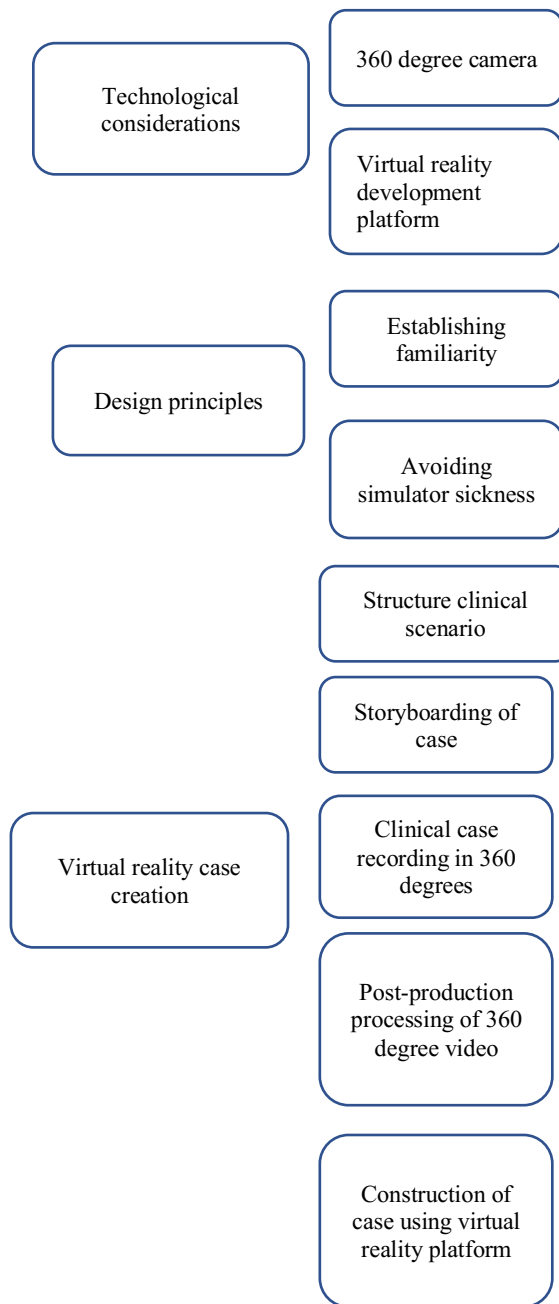 Technological
considerations
360 degree camera
Virtual reality
development
platform
Design principles
Establishing
familiarity
Avoiding
simulator sickness
Virtual reality case
creation
Structure clinical
scenario
Storyboarding of
case
Clinical case
recording in 360
degrees
Post-production
processing of 360
degree video
Construction of
case using virtual
reality platform